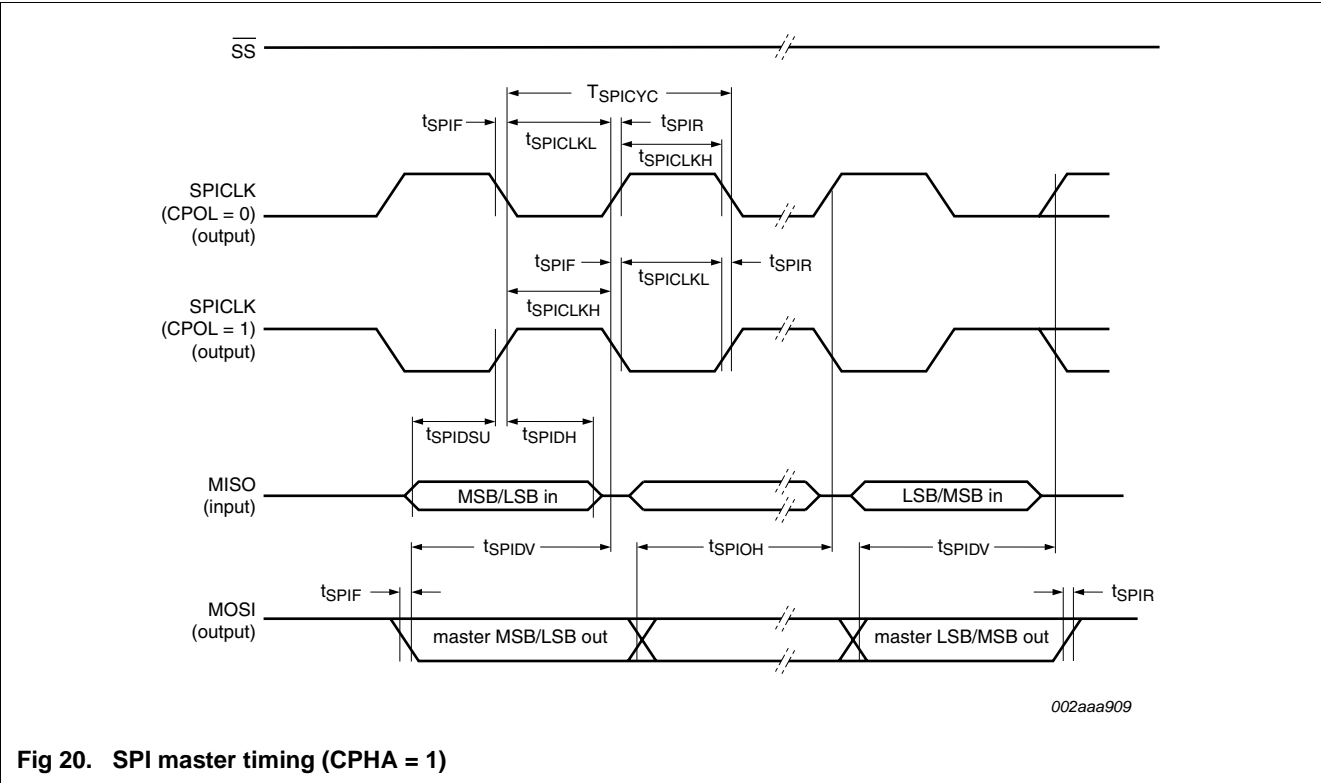 SS
TSPICYC
tSPIF
tSPICLKL
tSPIR
tSPICLKH
SPICLK
(CPOL = 0)
(output)
tSPIF
tSPICLKL
tSPIR
tSPICLKH
SPICLK
(CPOL = 1)
(output)
tSPIDSU
tSPIDH
MISO
(input)
MSB/LSB in
LSB/MSB in
tSPIDV
tSPIOH
tSPIDV
tSPIF
tSPIR
MOSI
(output)
master MSB/LSB out
master LSB/MSB out
002aaa909
Fig 20. SPI master timing (CPHA = 1)